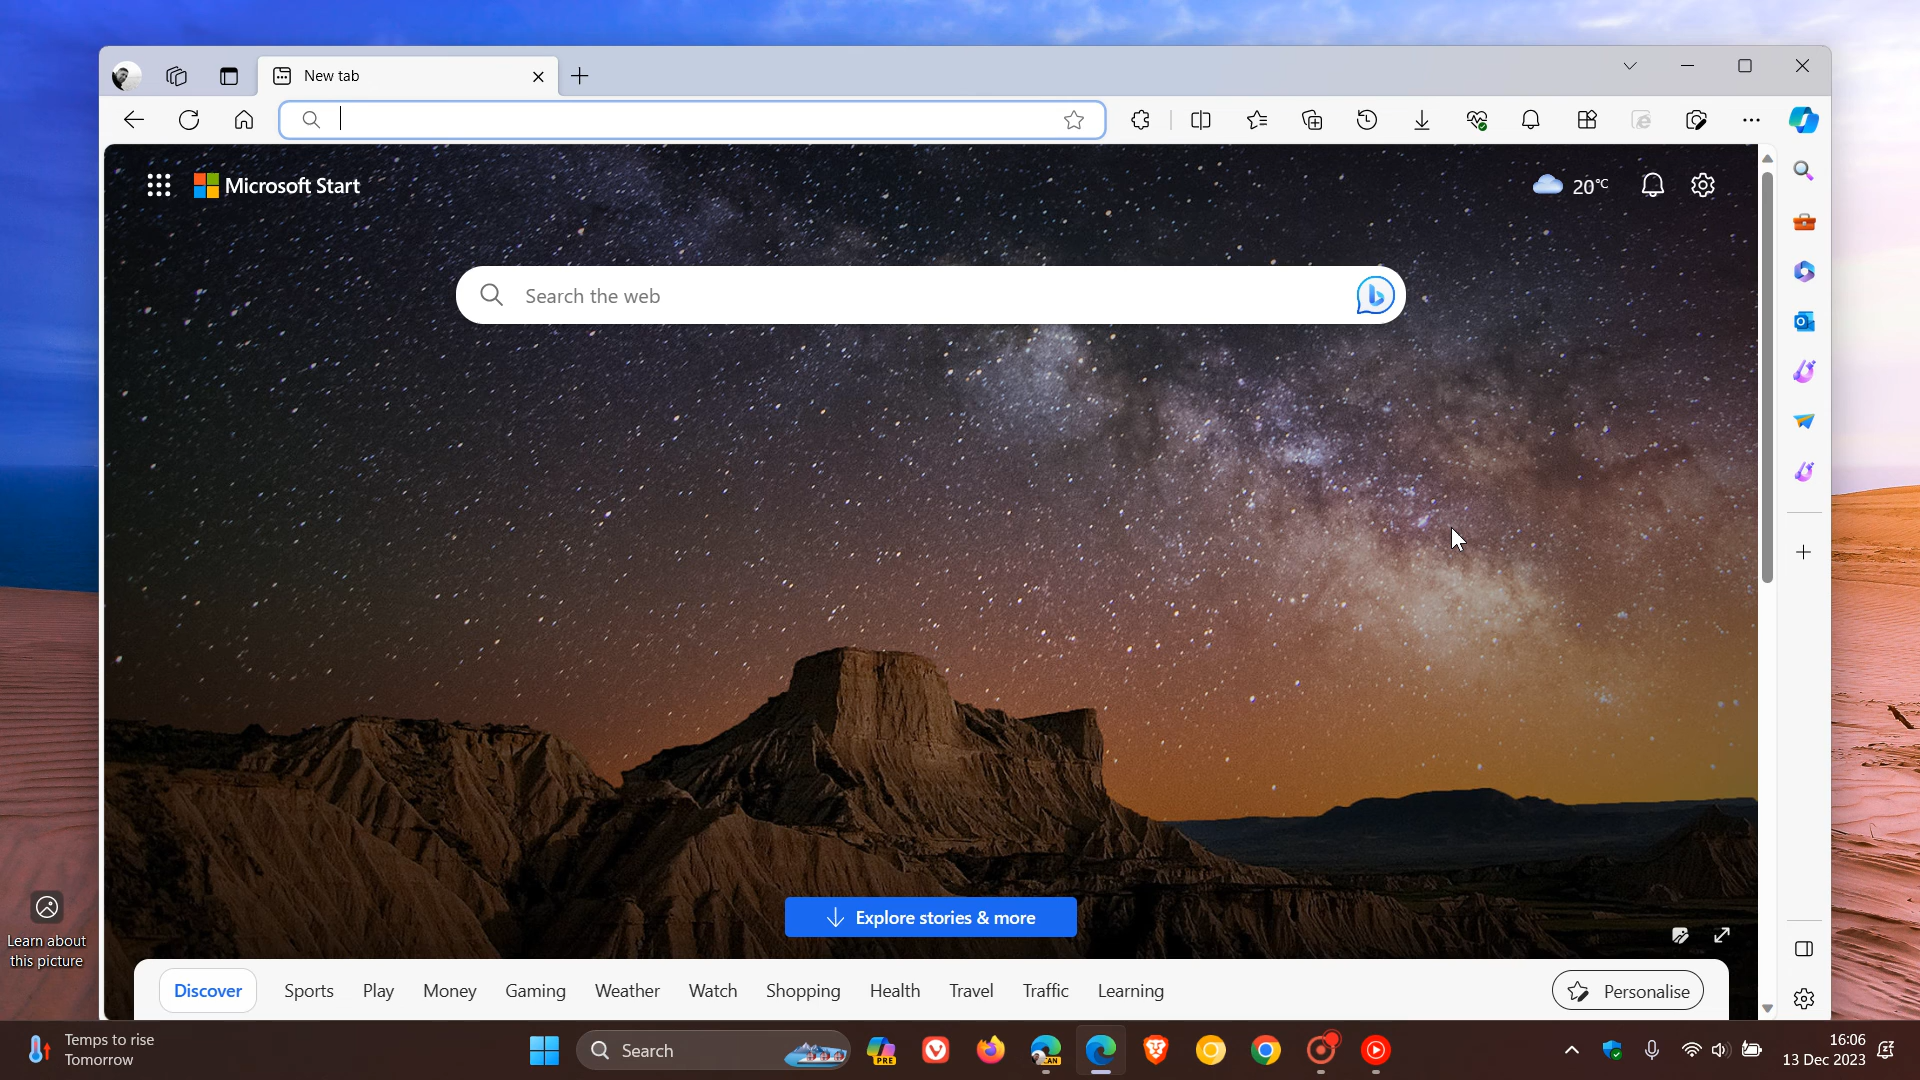 New tab
Microsoft Start
20°C
Search the web
Explore stories & more
Learn about
this picture
Discover
Sports
Play
Money
Gaming
Weather
Watch
Shopping
Health
Travel
Traffic
Learning
Personalise
Temps to rise
Tomorrow
Search
PRE
CAN
16:06
13 Dec 2023